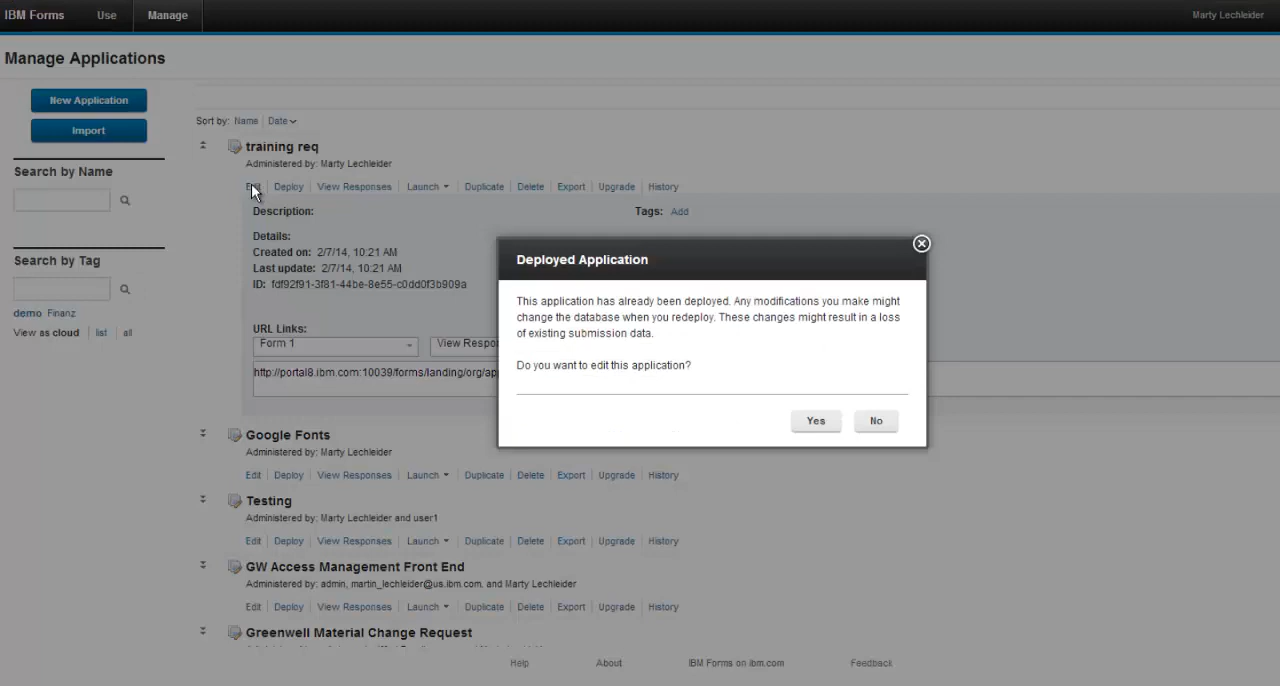 IBM Forms Use Manage Marty Lechleider
Manage Applications
New Application
Import
Search by Name
Search by Tag
demo Finanz
View as cloud list all
Sort by: Name Date
training req
Administered by: Marty Lechleider
Edit Deploy View Responses Launch Duplicate Delete Export Upgrade History
Description: Tags: Add
Details:
Created on: 2/7/14, 10:21 AM
Last update: 2/7/14, 10:21 AM
ID: fdf92f91-3f81-44be-8e55-c0dd0f3b909a
URL Links:
Form 1 View Respo
http://portal8.ibm.com:10039/forms/landing/org/app
Deployed Application
This application has already been deployed. Any modifications you make might
change the database when you redeploy. These changes might result in a loss
of existing submission data.
Do you want to edit this application?
Yes No
Google Fonts
Administered by: Marty Lechleider
Edit Deploy View Responses Launch Duplicate Delete Export Upgrade History
Testing
Administered by: Marty Lechleider and user1
Edit Deploy View Responses Launch Duplicate Delete Export Upgrade History
GW Access Management Front End
Administered by: admin, martin_lechleider@us.ibm.com, and Marty Lechleider
Edit Deploy View Responses Launch Duplicate Delete Export Upgrade History
Greenwell Material Change Request
Help About IBM Forms on ibm.com Feedback